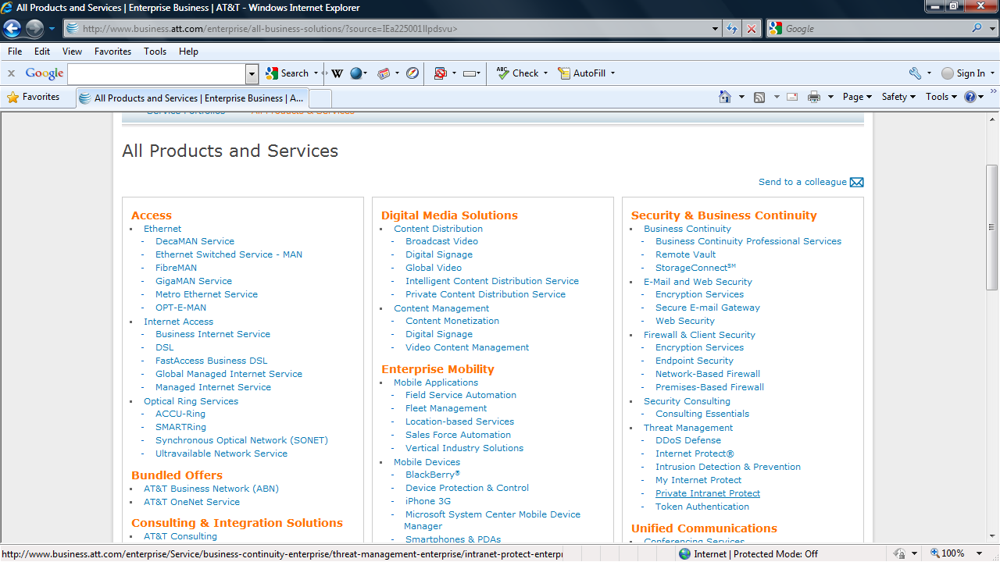 All Products and Services | Enterprise Business | AT&T - Windows Internet Explorer
http://www.business.att.com/enterprise/all-business-solutions/?source=IEa225001llpdsvu>
Google
File Edit View Favorites Tools Help
x Google Search W ABC Check AutoFill Sign In
Favorites All Products and Services | Enterprise Business | A... Page Safety Tools
Service Portfolios All Products & Services
All Products and Services
Send to a colleague
Access
Ethernet
- DecaMAN Service
- Ethernet Switched Service - MAN
- FibreMAN
- GigaMAN Service
- Metro Ethernet Service
- OPT-E-MAN
Internet Access
- Business Internet Service
- DSL
- FastAccess Business DSL
- Global Managed Internet Service
- Managed Internet Service
Optical Ring Services
- ACCU-Ring
- SMARTRing
- Synchronous Optical Network (SONET)
- Ultravailable Network Service
Bundled Offers
AT&T Business Network (ABN)
AT&T OneNet Service
Consulting & Integration Solutions
AT&T Consulting
Digital Media Solutions
Content Distribution
- Broadcast Video
- Digital Signage
- Global Video
- Intelligent Content Distribution Service
- Private Content Distribution Service
Content Management
- Content Monetization
- Digital Signage
- Video Content Management
Enterprise Mobility
Mobile Applications
- Field Service Automation
- Fleet Management
- Location-based Services
- Sales Force Automation
- Vertical Industry Solutions
Mobile Devices
- BlackBerry®
- Device Protection & Control
- iPhone 3G
- Microsoft System Center Mobile Device
Manager
- Smartphones & PDAs
Security & Business Continuity
Business Continuity
- Business Continuity Professional Services
- Remote Vault
- StorageConnect℠
E-Mail and Web Security
- Encryption Services
- Secure E-mail Gateway
- Web Security
Firewall & Client Security
- Encryption Services
- Endpoint Security
- Network-Based Firewall
- Premises-Based Firewall
Security Consulting
- Consulting Essentials
Threat Management
- DDoS Defense
- Internet Protect®
- Intrusion Detection & Prevention
- My Internet Protect
- Private Intranet Protect
- Token Authentication
Unified Communications
Conferencing Services
http://www.business.att.com/enterprise/Service/business-continuity-enterprise/threat-management-enterprise/intranet-protect-enterpr
Internet | Protected Mode: Off 100%